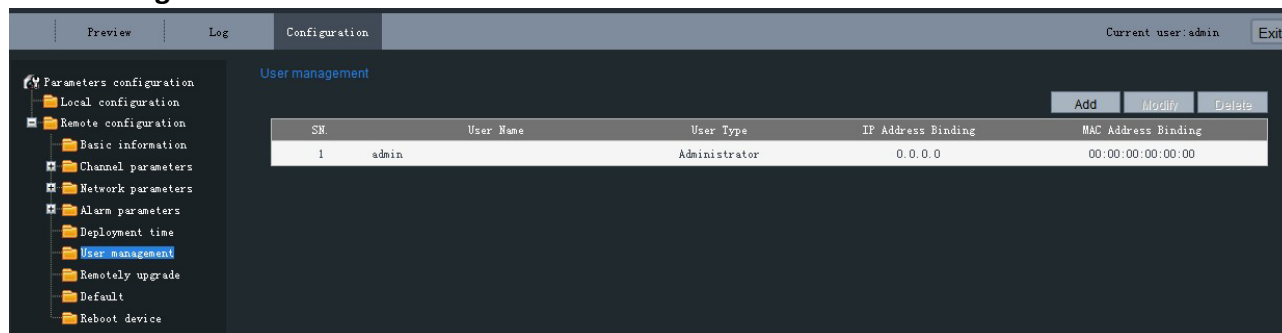 Preview Log Configuration Current user:admin Exit
Parameters configuration
Local configuration
Remote configuration
Basic information
Channel parameters
Network parameters
Alarm parameters
Deployment time
User management
Remotely upgrade
Default
Reboot device
User management
Add Modify Delete
SN. User Name User Type IP Address Binding MAC Address Binding
1 admin Administrator 0.0.0.0 00:00:00:00:00:00